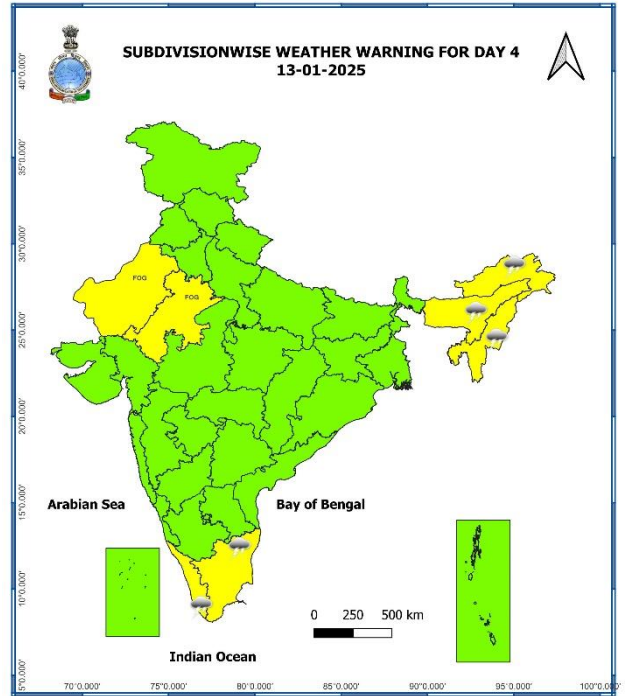 SUBDIVISIONWISE WEATHER WARNING FOR DAY 4
13-01-2025
40°0.000'
35°0.000'
30°0.000'
FOG
FOG
25°0.000'
20°0.000'
15°0.000'
Arabian Sea
Bay of Bengal
10°0.000'
0 250 500 km
Indian Ocean
5°0.000'
70°0.000' 75°0.000' 80°0.000' 85°0.000' 90°0.000' 95°0.000' 100°0.000'